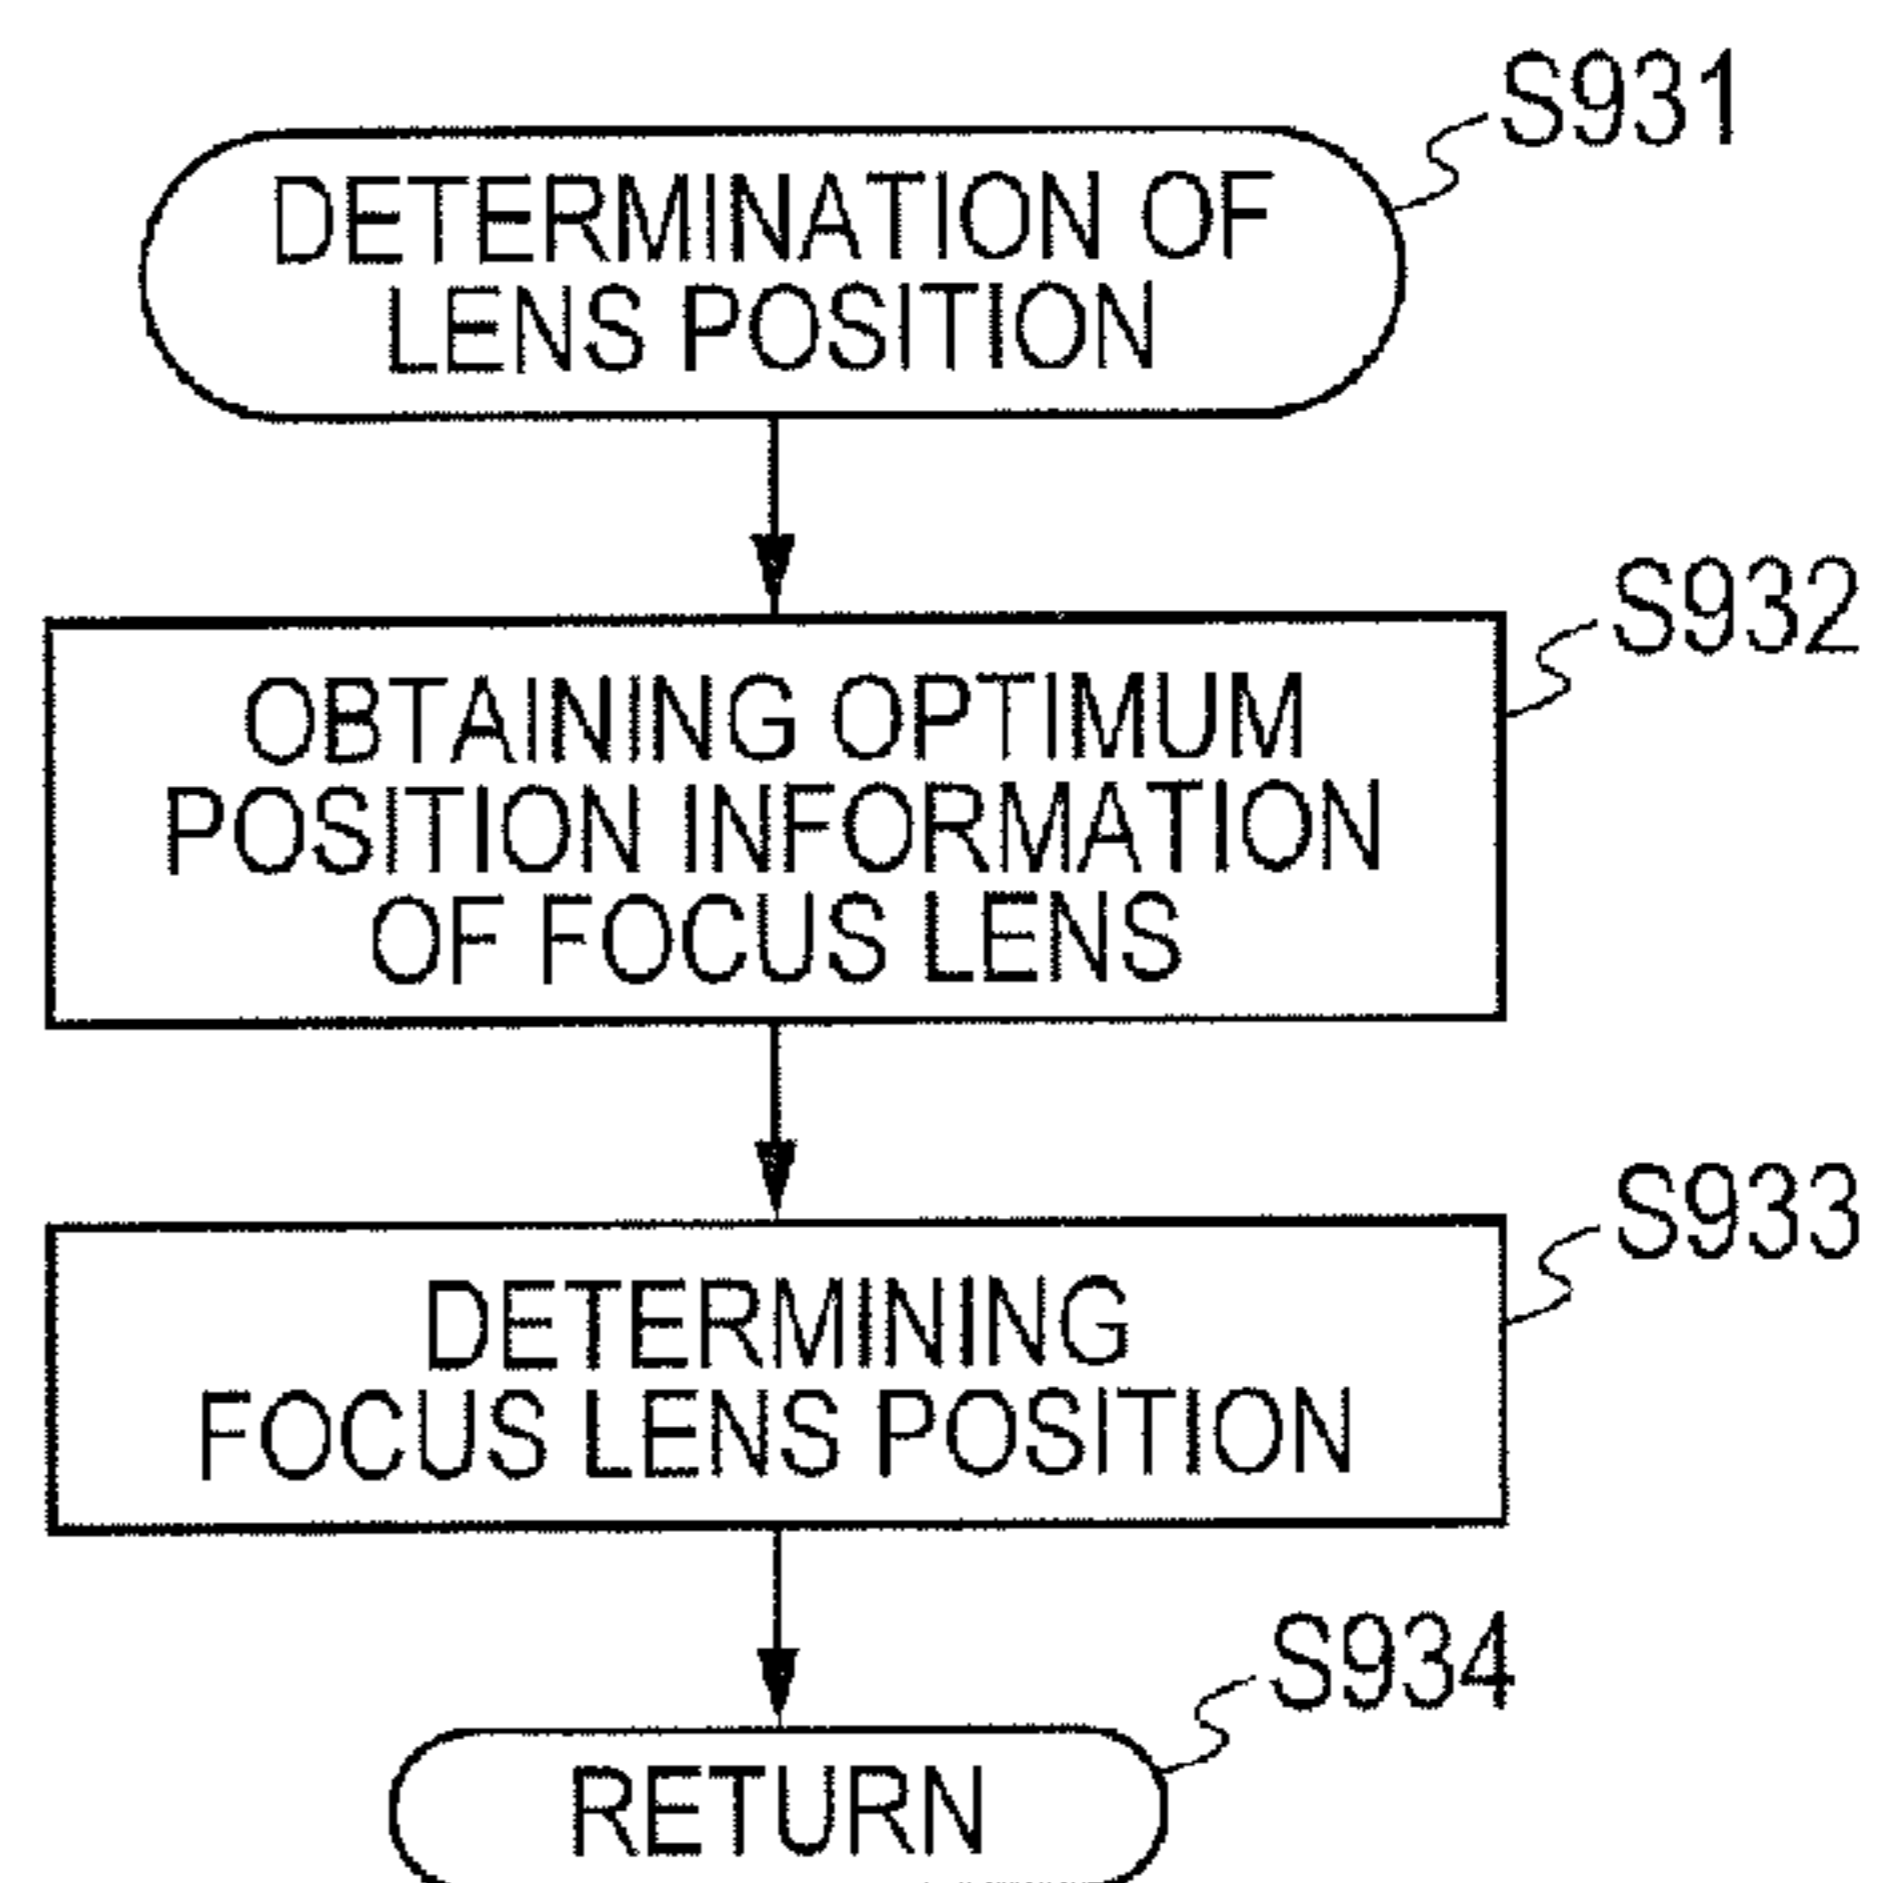 S931
DETERMINATION OF
LENS POSITION
S932
OBTAINING OPTIMUM
POSITION INFORMATION
OF FOCUS LENS
S933
DETERMINING
FOCUS LENS POSITION
S934
RETURN